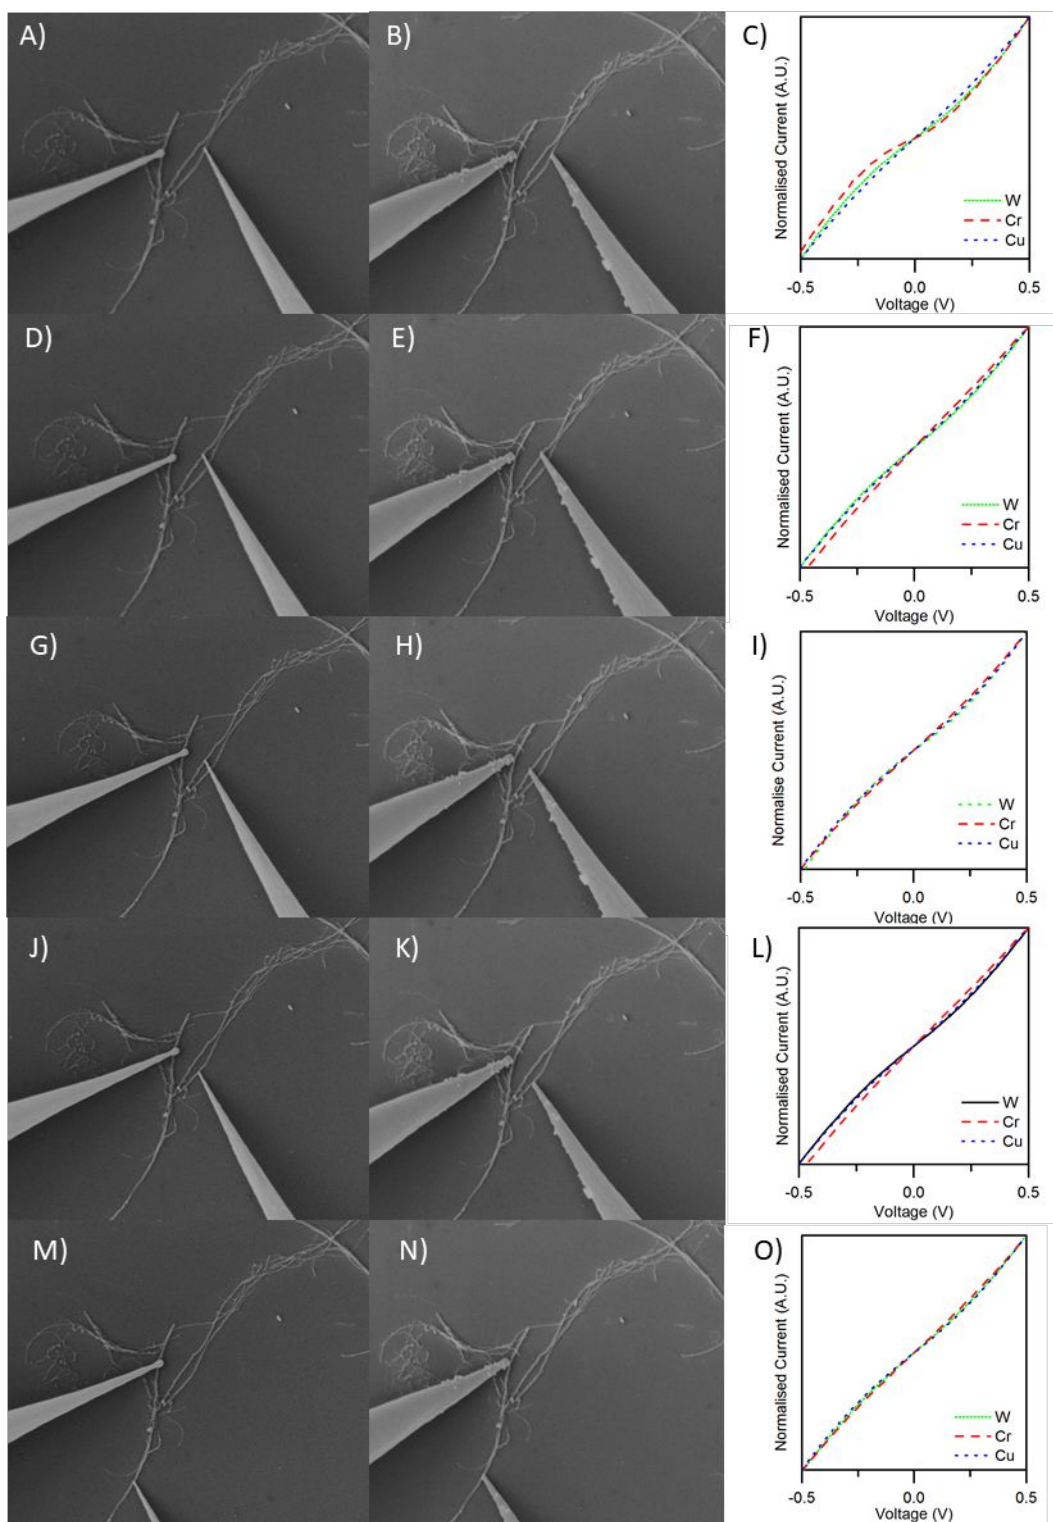 A)
B)
C)
Normalised Current (A.U.)
W
Cr
Cu
-0.5 0.0 0.5
Voltage (V)
D)
E)
F)
Normalised Current (A.U.)
W
Cr
Cu
-0.5 0.0 0.5
Voltage (V)
G)
H)
I)
Normalise Current (A.U.)
W
Cr
Cu
-0.5 0.0 0.5
Voltage (V)
J)
K)
L)
Normalised Current (A.U.)
W
Cr
Cu
-0.5 0.0 0.5
Voltage (V)
M)
N)
O)
Normalised Current (A.U.)
W
Cr
Cu
-0.5 0.0 0.5
Voltage (V)